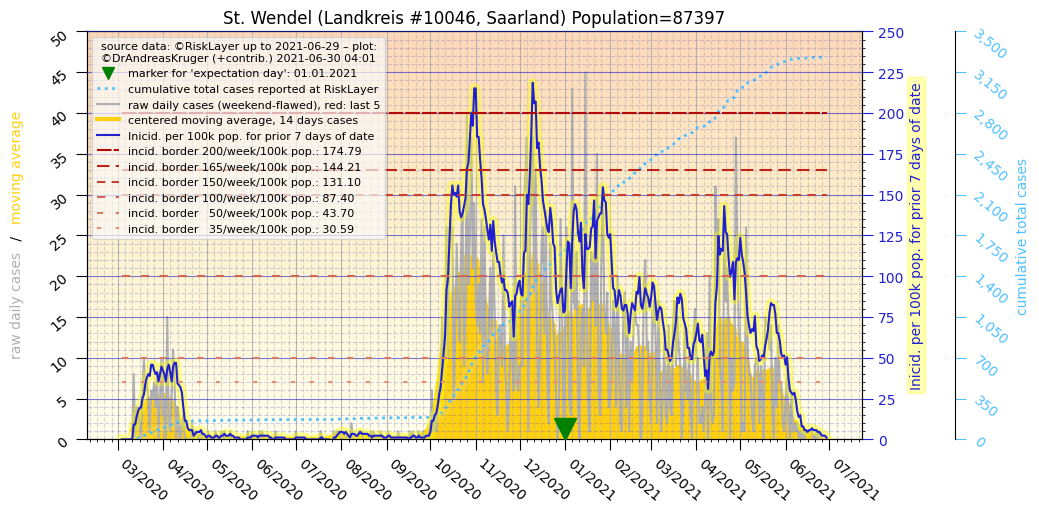 St. Wendel (Landkreis #10046, Saarland) Population=87397
source data: ©RiskLayer up to 2021-06-29 – plot:
©DrAndreasKruger (+contrib.) 2021-06-30 04:01
marker for 'expectation day': 01.01.2021
cumulative total cases reported at RiskLayer
raw daily cases (weekend-flawed), red: last 5
centered moving average, 14 days cases
Inicid. per 100k pop. for prior 7 days of date
incid. border 200/week/100k pop.: 174.79
incid. border 165/week/100k pop.: 144.21
incid. border 150/week/100k pop.: 131.10
incid. border 100/week/100k pop.: 87.40
incid. border   50/week/100k pop.: 43.70
incid. border   35/week/100k pop.: 30.59
raw daily cases / moving average
50
45
40
35
30
25
20
15
10
5
0
03/2020
04/2020
05/2020
06/2020
07/2020
08/2020
09/2020
10/2020
11/2020
12/2020
01/2021
02/2021
03/2021
04/2021
05/2021
06/2021
07/2021
250
225
200
175
150
125
100
75
50
25
0
Inicid. per 100k pop. for prior 7 days of date
3,500
3,150
2,800
2,450
2,100
1,750
1,400
1,050
700
350
0
cumulative total cases